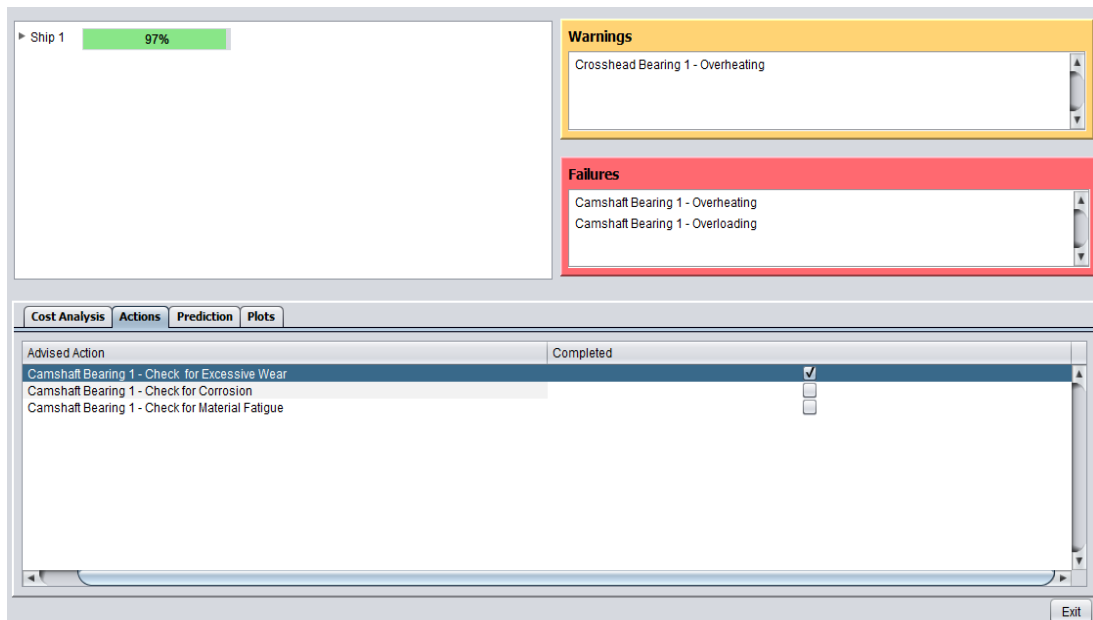 Ship 1
97%
Warnings
Crosshead Bearing 1 - Overheating
Failures
Camshaft Bearing 1 - Overheating
Camshaft Bearing 1 - Overloading
Cost Analysis Actions Prediction Plots
Advised Action Completed
Camshaft Bearing 1 - Check for Excessive Wear
Camshaft Bearing 1 - Check for Corrosion
Camshaft Bearing 1 - Check for Material Fatigue
Exit